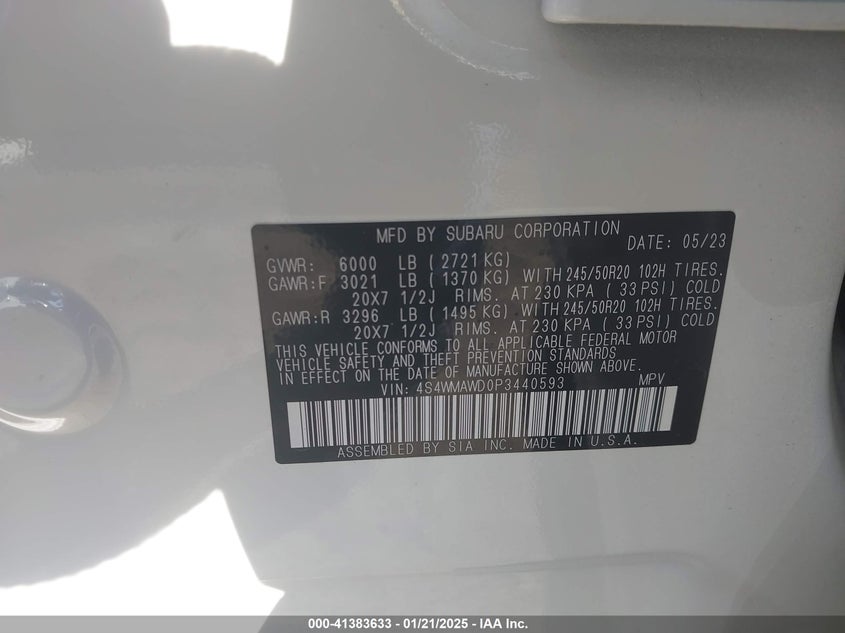 MFD BY SUBARU CORPORATION DATE: 05/23
GVWR: 6000 LB ( 2721 KG)
GAWR:F 3021 LB ( 1370 KG) WITH 245/50R20 102H TIRES.
20X7 1/2J RIMS. AT 230 KPA ( 33 PSI) COLD
GAWR:R 3296 LB ( 1495 KG) WITH 245/50R20 102H TIRES.
20X7 1/2J RIMS. AT 230 KPA ( 33 PSI) COLD
THIS VEHICLE CONFORMS TO ALL APPLICABLE FEDERAL MOTOR
VEHICLE SAFETY AND THEFT PREVENTION STANDARDS
IN EFFECT ON THE DATE OF MANUFACTURE SHOWN ABOVE.
VIN: 4S4WMAWD0P3440593 MPV
ASSEMBLED BY SIA INC. MADE IN U.S.A.
000-41383633 / 01/21/2025 - IAA Inc.